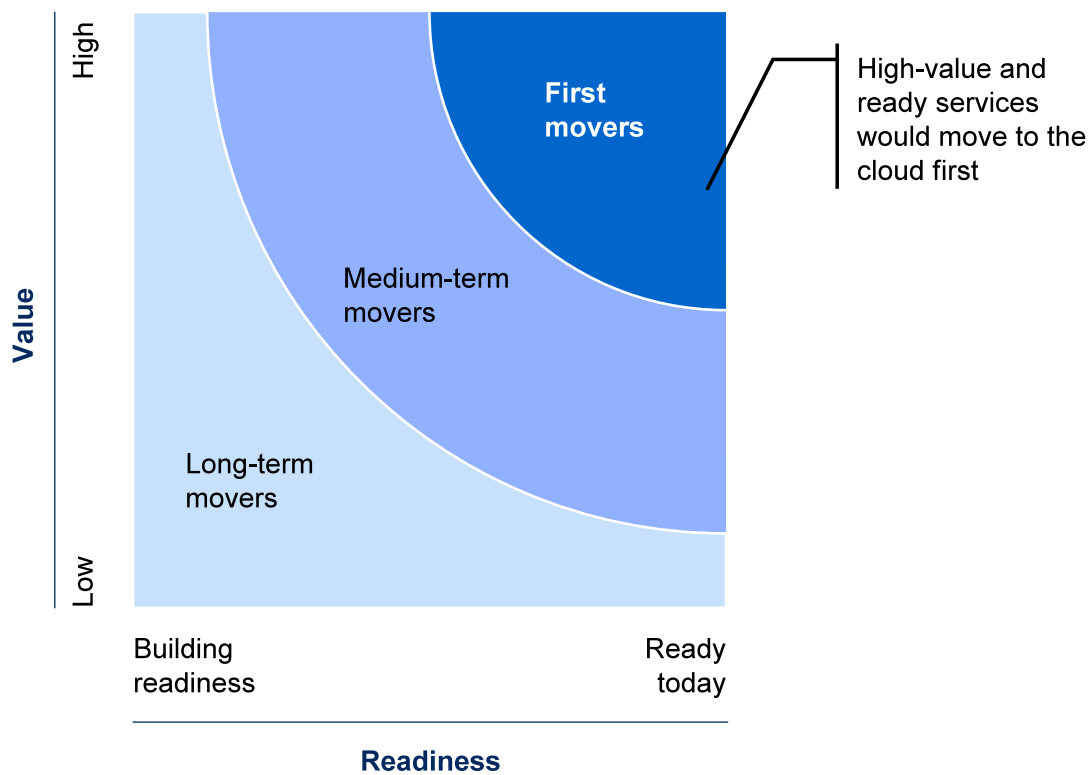 High
First
movers
High-value and
ready services
would move to the
cloud first
Medium-term
movers
Value
Long-term
movers
Low
Building
readiness
Ready
today
Readiness